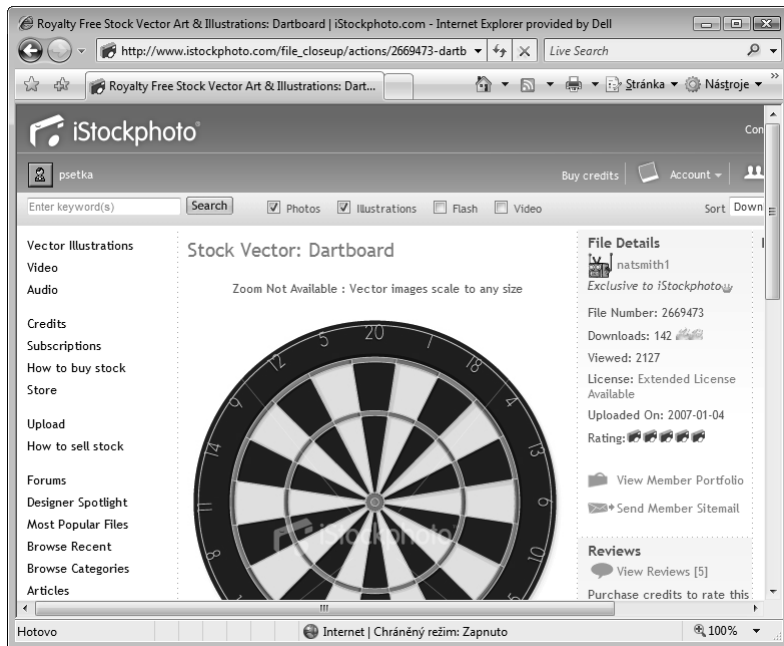 Royalty Free Stock Vector Art & Illustrations: Dartboard | iStockphoto.com - Internet Explorer provided by Dell
http://www.istockphoto.com/file_closeup/actions/2669473-dartb
Live Search
Royalty Free Stock Vector Art & Illustrations: Dart...
Stránka
Nástroje
»
iStockphoto
Con
psetka
Buy credits
Account
Enter keyword(s)
Search
Photos
Illustrations
Flash
Video
Sort
Down
Vector Illustrations
Video
Audio
Credits
Subscriptions
How to buy stock
Store
Upload
How to sell stock
Forums
Designer Spotlight
Most Popular Files
Browse Recent
Browse Categories
Articles
Stock Vector: Dartboard
Zoom Not Available : Vector images scale to any size
9 12 5 20 1 18 4
11 13
8 6
10
iStockphoto
File Details
natsmith1
Exclusive to iStockphoto
File Number: 2669473
Downloads: 142
Viewed: 2127
License: Extended License
Available
Uploaded On: 2007-01-04
Rating:
View Member Portfolio
Send Member Sitemail
Reviews
View Reviews [5]
Purchase credits to rate this
Hotovo
Internet | Chráněný režim: Zapnuto
100%